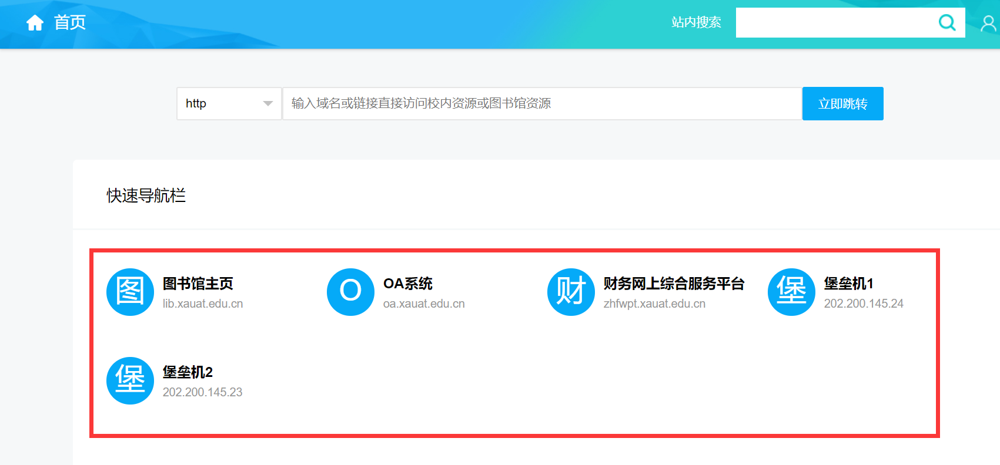 首页
站内搜索
http
输入域名或链接直接访问校内资源或图书馆资源
立即跳转
快速导航栏
图
图书馆主页
lib.xauat.edu.cn
O
OA系统
oa.xauat.edu.cn
财
财务网上综合服务平台
zhfwpt.xauat.edu.cn
堡
堡垒机1
202.200.145.24
堡
堡垒机2
202.200.145.23